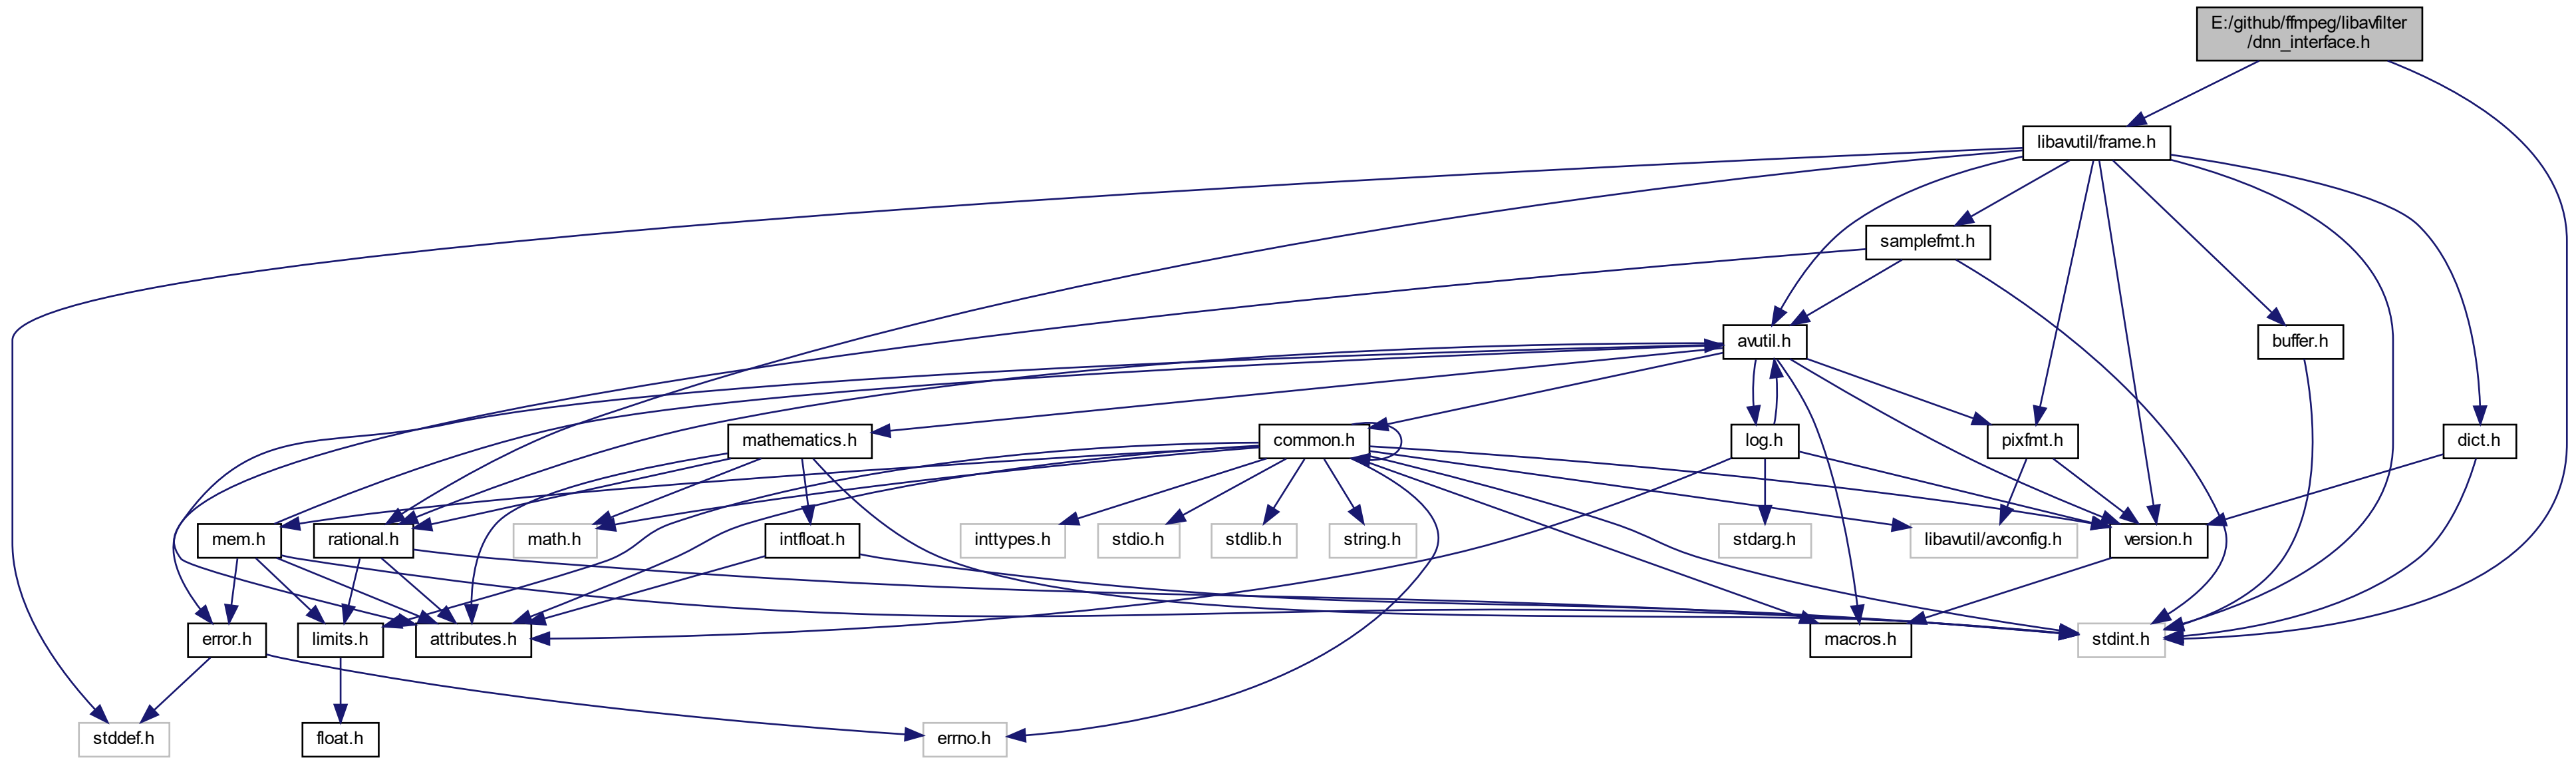 E:/github/ffmpeg/libavfilter
/dnn_interface.h
libavutil/frame.h
samplefmt.h
avutil.h
buffer.h
mathematics.h
common.h
log.h
pixfmt.h
dict.h
mem.h
rational.h
math.h
intfloat.h
inttypes.h
stdio.h
stdlib.h
string.h
stdarg.h
libavutil/avconfig.h
version.h
error.h
limits.h
attributes.h
macros.h
stdint.h
stddef.h
float.h
errno.h